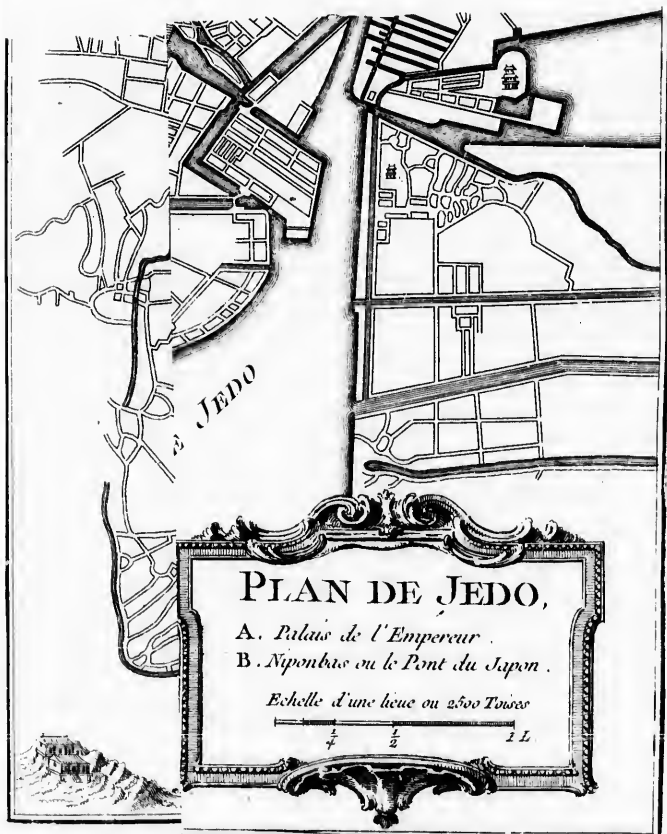 E JEDO
PLAN DE JEDO,
A. Palais de l'Empereur.
B. Niponbas ou le Pont du Japon.
Echelle d'une lieue ou 2500 Toises
1/4 1/2 1 L